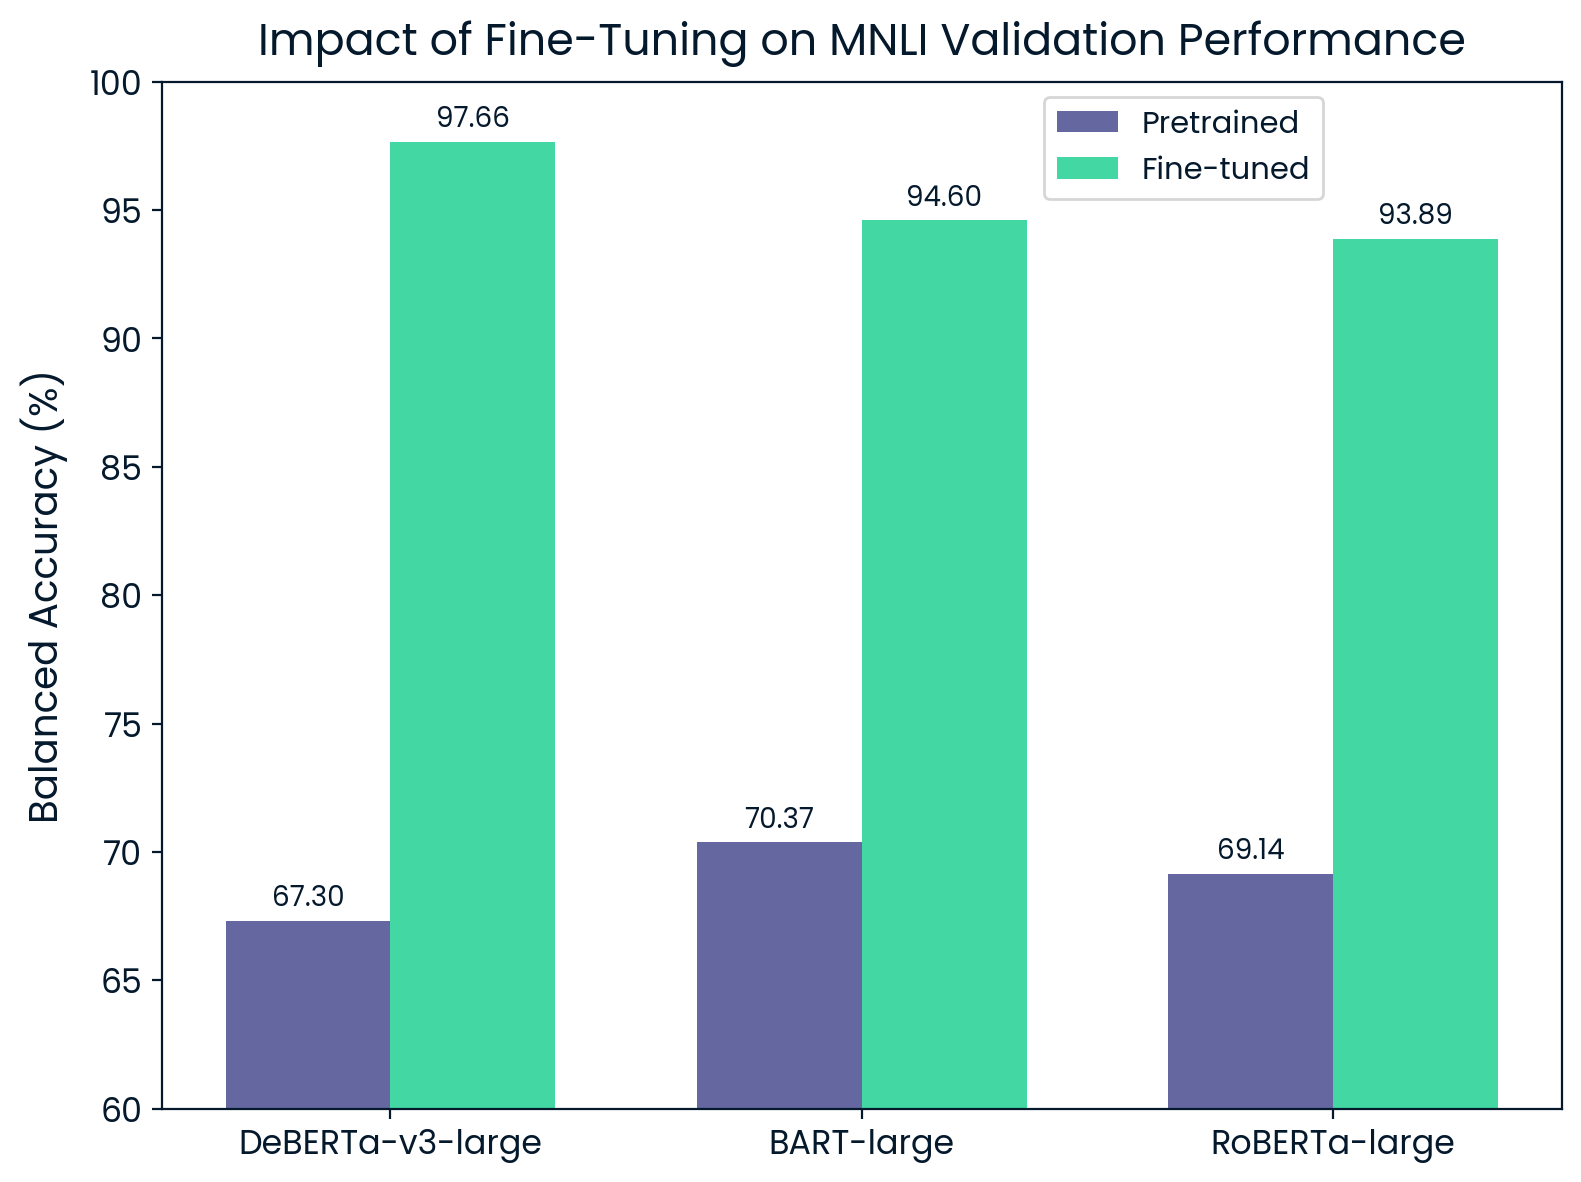 Impact of Fine-Tuning on MNLI Validation Performance
Balanced Accuracy (%)
100
95
90
85
80
75
70
65
60
Pretrained
Fine-tuned
97.66
94.60
93.89
67.30
70.37
69.14
DeBERTa-v3-large
BART-large
RoBERTa-large